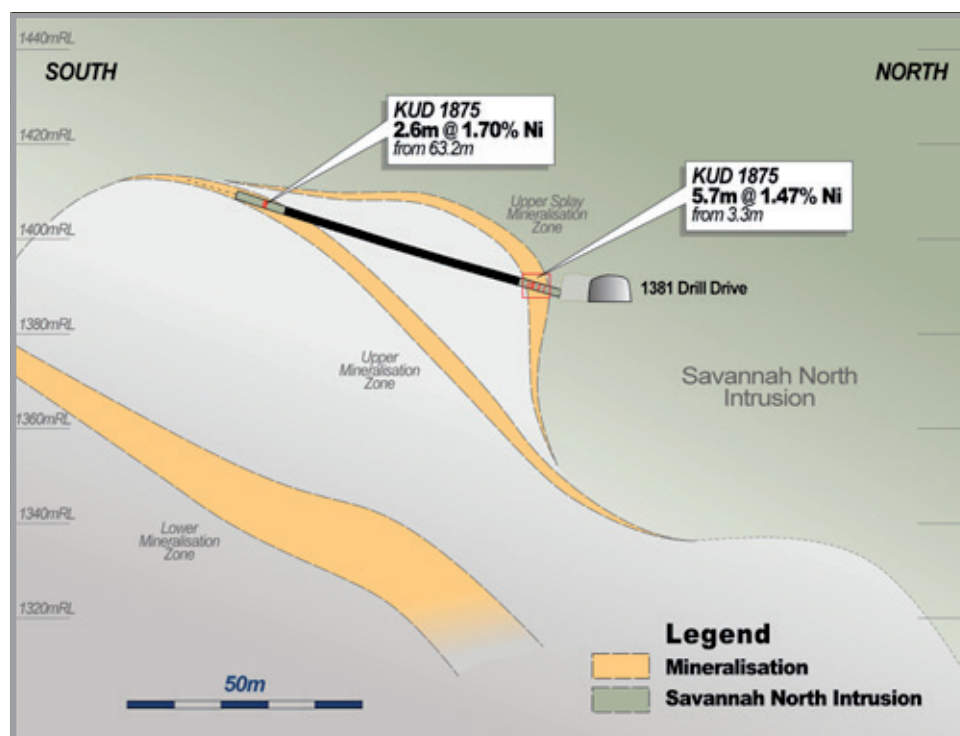 1440mRL
SOUTH
NORTH
KUD 1875
2.6m @ 1.70% Ni
from 63.2m
1420mRL
KUD 1875
5.7m @ 1.47% Ni
from 3.3m
Upper Splay
Mineralisation
Zone
1400mRL
1381 Drill Drive
1380mRL
Upper
Mineralisation
Zone
Savannah North
Intrusion
1360mRL
1340mRL
Lower
Mineralisation
Zone
1320mRL
Legend
Mineralisation
Savannah North Intrusion
50m